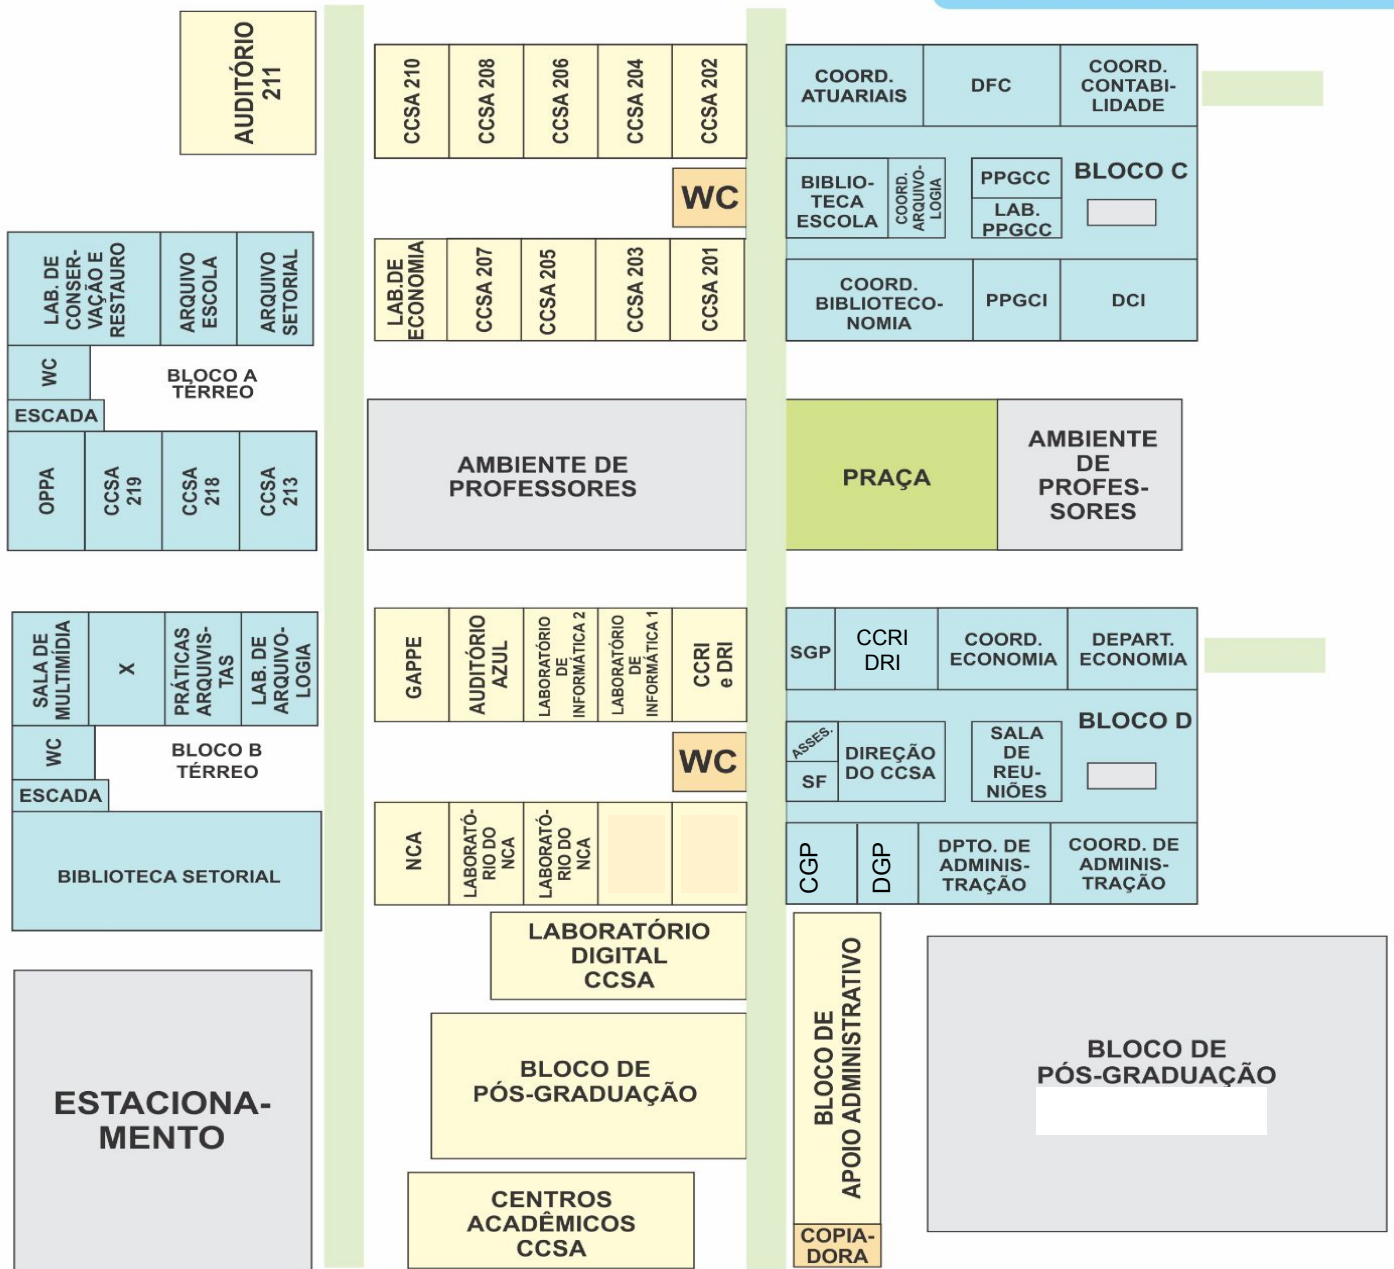 AUDITÓRIO
211
CCSA 210
CCSA 208
CCSA 206
CCSA 204
CCSA 202
COORD.
ATUARIAIS
DFC
COORD.
CONTABI-
LIDADE
WC
BIBLIO-
TECA
ESCOLA
COORD.
ARQUIVO-
LOGIA
PPGCC
LAB.
PPGCC
BLOCO C
LAB. DE
CONSER-
VAÇÃO E
RESTAURO
ARQUIVO
ESCOLA
ARQUIVO
SETORIAL
LAB.DE
ECONOMIA
CCSA 207
CCSA 205
CCSA 203
CCSA 201
COORD.
BIBLIOTECO-
NOMIA
PPGCI
DCI
WC
BLOCO A
TÉRREO
ESCADA
OPPA
CCSA
219
CCSA
218
CCSA
213
AMBIENTE DE
PROFESSORES
PRAÇA
AMBIENTE
DE
PROFES-
SORES
SALA DE
MULTIMÍDIA
X
PRÁTICAS
ARQUIVIS-
TAS
LAB. DE
ARQUIVO-
LOGIA
GAPPE
AUDITÓRIO
AZUL
LABORATÓRIO
DE
INFORMÁTICA 2
LABORATÓRIO
DE
INFORMÁTICA 1
CCRI
e DRI
SGP
CCRI
DRI
COORD.
ECONOMIA
DEPART.
ECONOMIA
WC
BLOCO B
TÉRREO
ESCADA
WC
ASSES.
SF
DIREÇÃO
DO CCSA
SALA
DE
REU-
NIÕES
BLOCO D
BIBLIOTECA SETORIAL
NCA
LABORATÓ-
RIO DO
NCA
LABORATÓ-
RIO DO
NCA
CGP
DGP
DPTO. DE
ADMINIS-
TRAÇÃO
COORD. DE
ADMINIS-
TRAÇÃO
LABORATÓRIO
DIGITAL
CCSA
BLOCO DE
APOIO ADMINISTRATIVO
BLOCO DE
PÓS-GRADUAÇÃO
ESTACIONA-
MENTO
BLOCO DE
PÓS-GRADUAÇÃO
CENTROS
ACADÊMICOS
CCSA
COPIA-
DORA